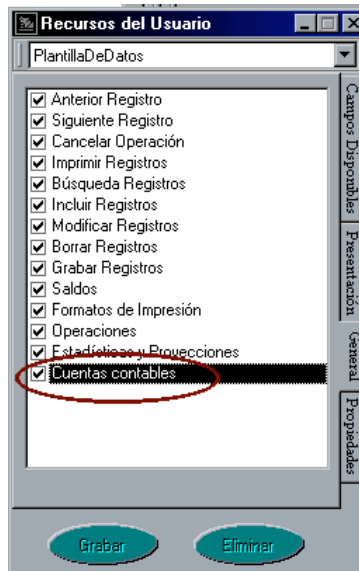 Recursos del Usuario
PlantillaDeDatos
Anterior Registro
Siguiente Registro
Cancelar Operación
Imprimir Registros
Búsqueda Registros
Incluir Registros
Modificar Registros
Borrar Registros
Grabar Registros
Saldos
Formatos de Impresión
Operaciones
Estadísticas y Proyecciones
Cuentas contables
Campos Disponibles
Presentación
General
Propiedades
Grabar
Eliminar